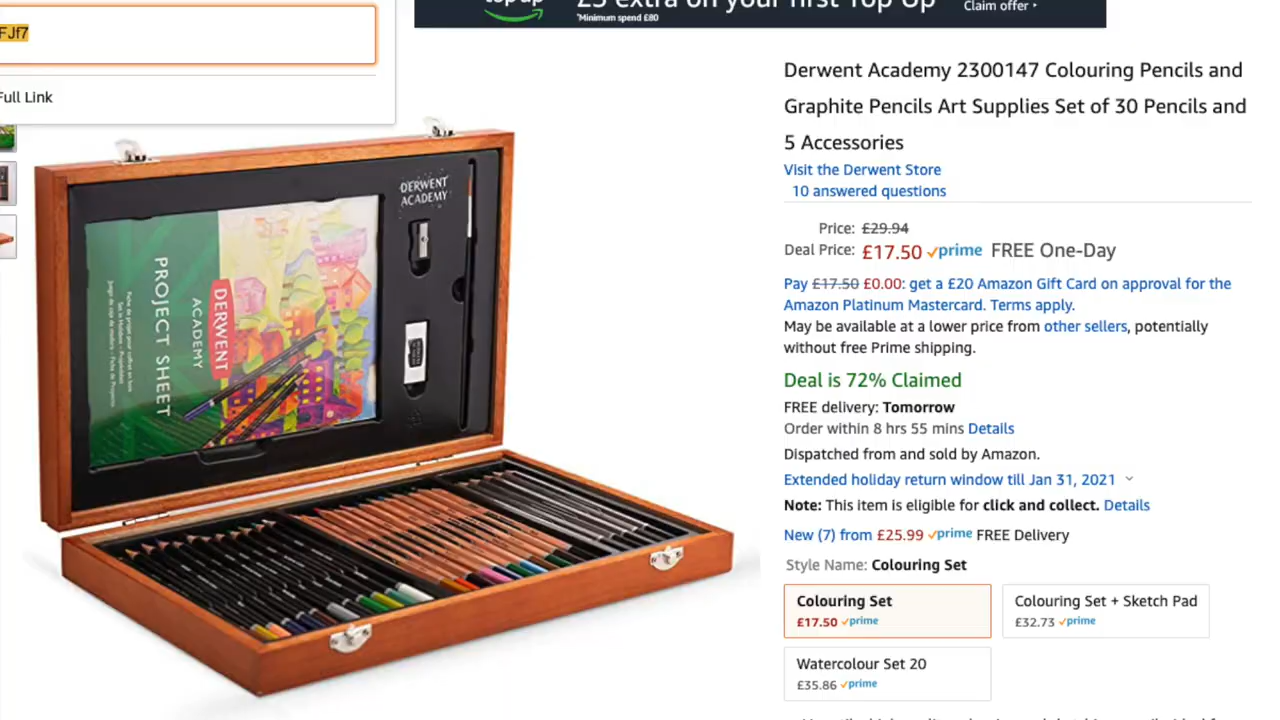 top up
£5 extra on your first Top Up
*Minimum spend £80
Claim offer
FJf7
Full Link
Derwent Academy 2300147 Colouring Pencils and
Graphite Pencils Art Supplies Set of 30 Pencils and
5 Accessories
Visit the Derwent Store
10 answered questions
Price: £29.94
Deal Price: £17.50 prime FREE One-Day
Pay £17.50 £0.00: get a £20 Amazon Gift Card on approval for the
Amazon Platinum Mastercard. Terms apply.
May be available at a lower price from other sellers, potentially
without free Prime shipping.
Deal is 72% Claimed
FREE delivery: Tomorrow
Order within 8 hrs 55 mins Details
Dispatched from and sold by Amazon.
Extended holiday return window till Jan 31, 2021
Note: This item is eligible for click and collect. Details
New (7) from £25.99 prime FREE Delivery
Style Name: Colouring Set
Colouring Set
£17.50 prime
Colouring Set + Sketch Pad
£32.73 prime
Watercolour Set 20
£35.86 prime
DERWENT
ACADEMY
PROJECT SHEET
DERWENT
ACADEMY